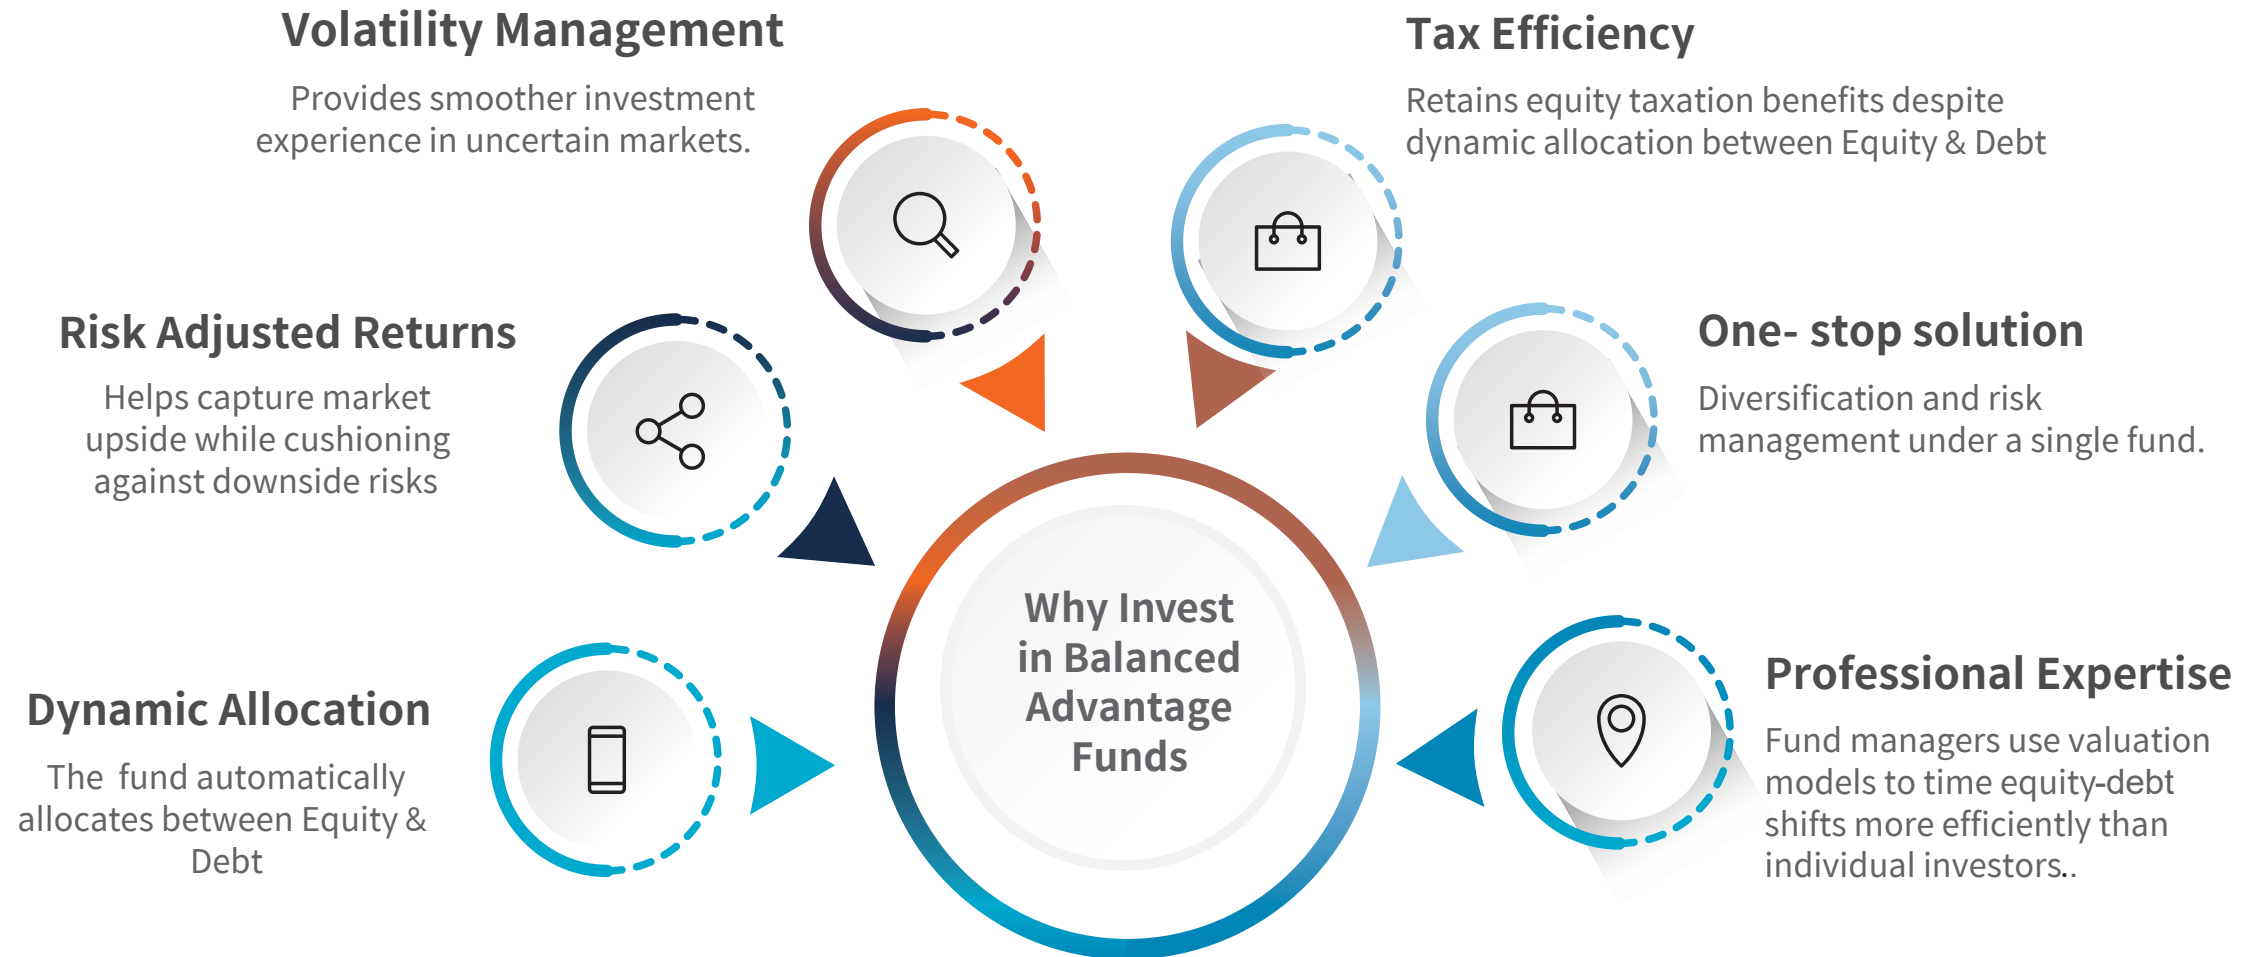 Volatility Management
Provides smoother investment
experience in uncertain markets.
Tax Efficiency
Retains equity taxation benefits despite
dynamic allocation between Equity & Debt
Risk Adjusted Returns
Helps capture market
upside while cushioning
against downside risks
One- stop solution
Diversification and risk
management under a single fund.
Why Invest
in Balanced
Advantage
Funds
Dynamic Allocation
The  fund automatically
allocates between Equity &
Debt
Professional Expertise
Fund managers use valuation
models to time equity-debt
shifts more efficiently than
individual investors..